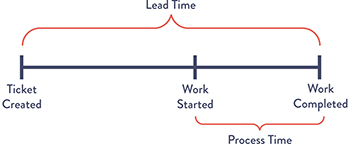 Lead Time
Ticket
Created
Work
Started
Work
Completed
Process Time